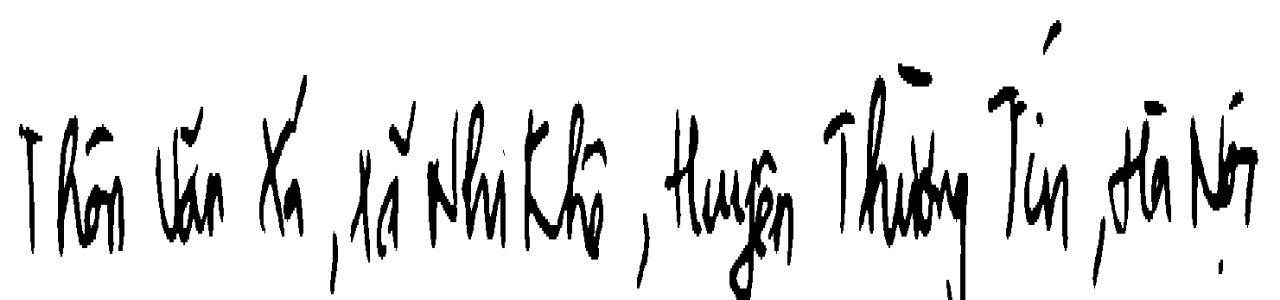 Thôn Văn Xá, xã Nhị Khê, Huyện Thường Tín, Hà Nội